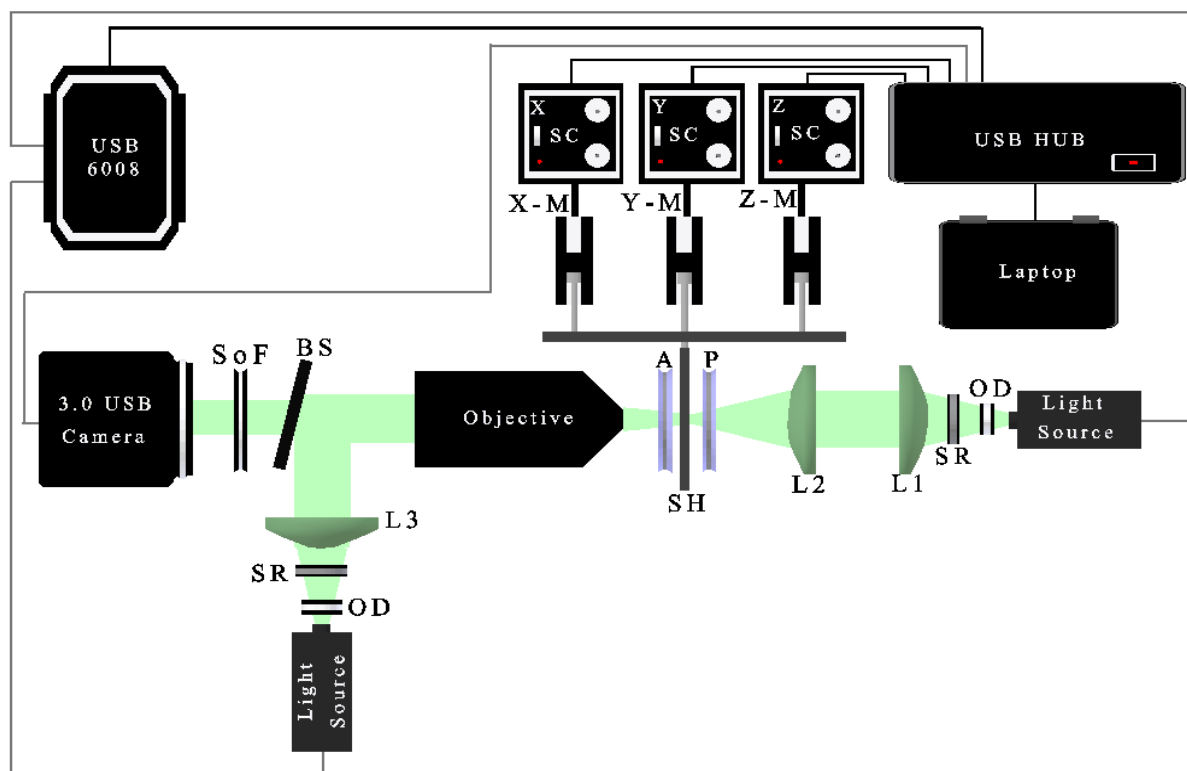 USB
6008
X
SC
Y
SC
Z
SC
USB HUB
X-M
Y-M
Z-M
Laptop
3.0 USB
Camera
SoF
BS
Objective
A
P
SH
L2
L1
SR
OD
Light
Source
L3
SR
OD
Light
Source